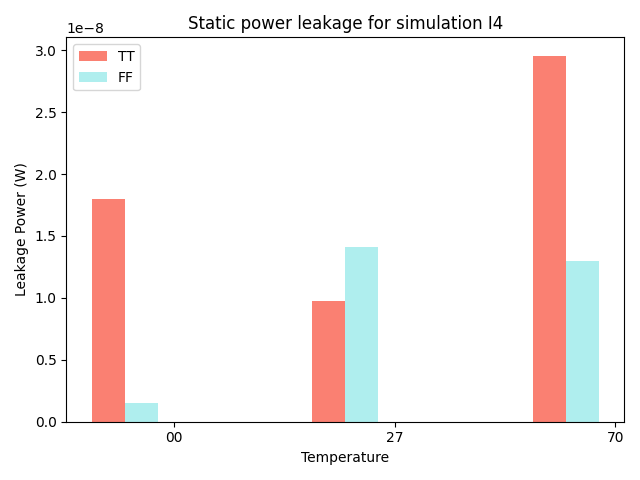 Static power leakage for simulation I4
1e−8
TT
FF
3.0
2.5
2.0
1.5
1.0
0.5
0.0
Leakage Power (W)
00 27 70
Temperature